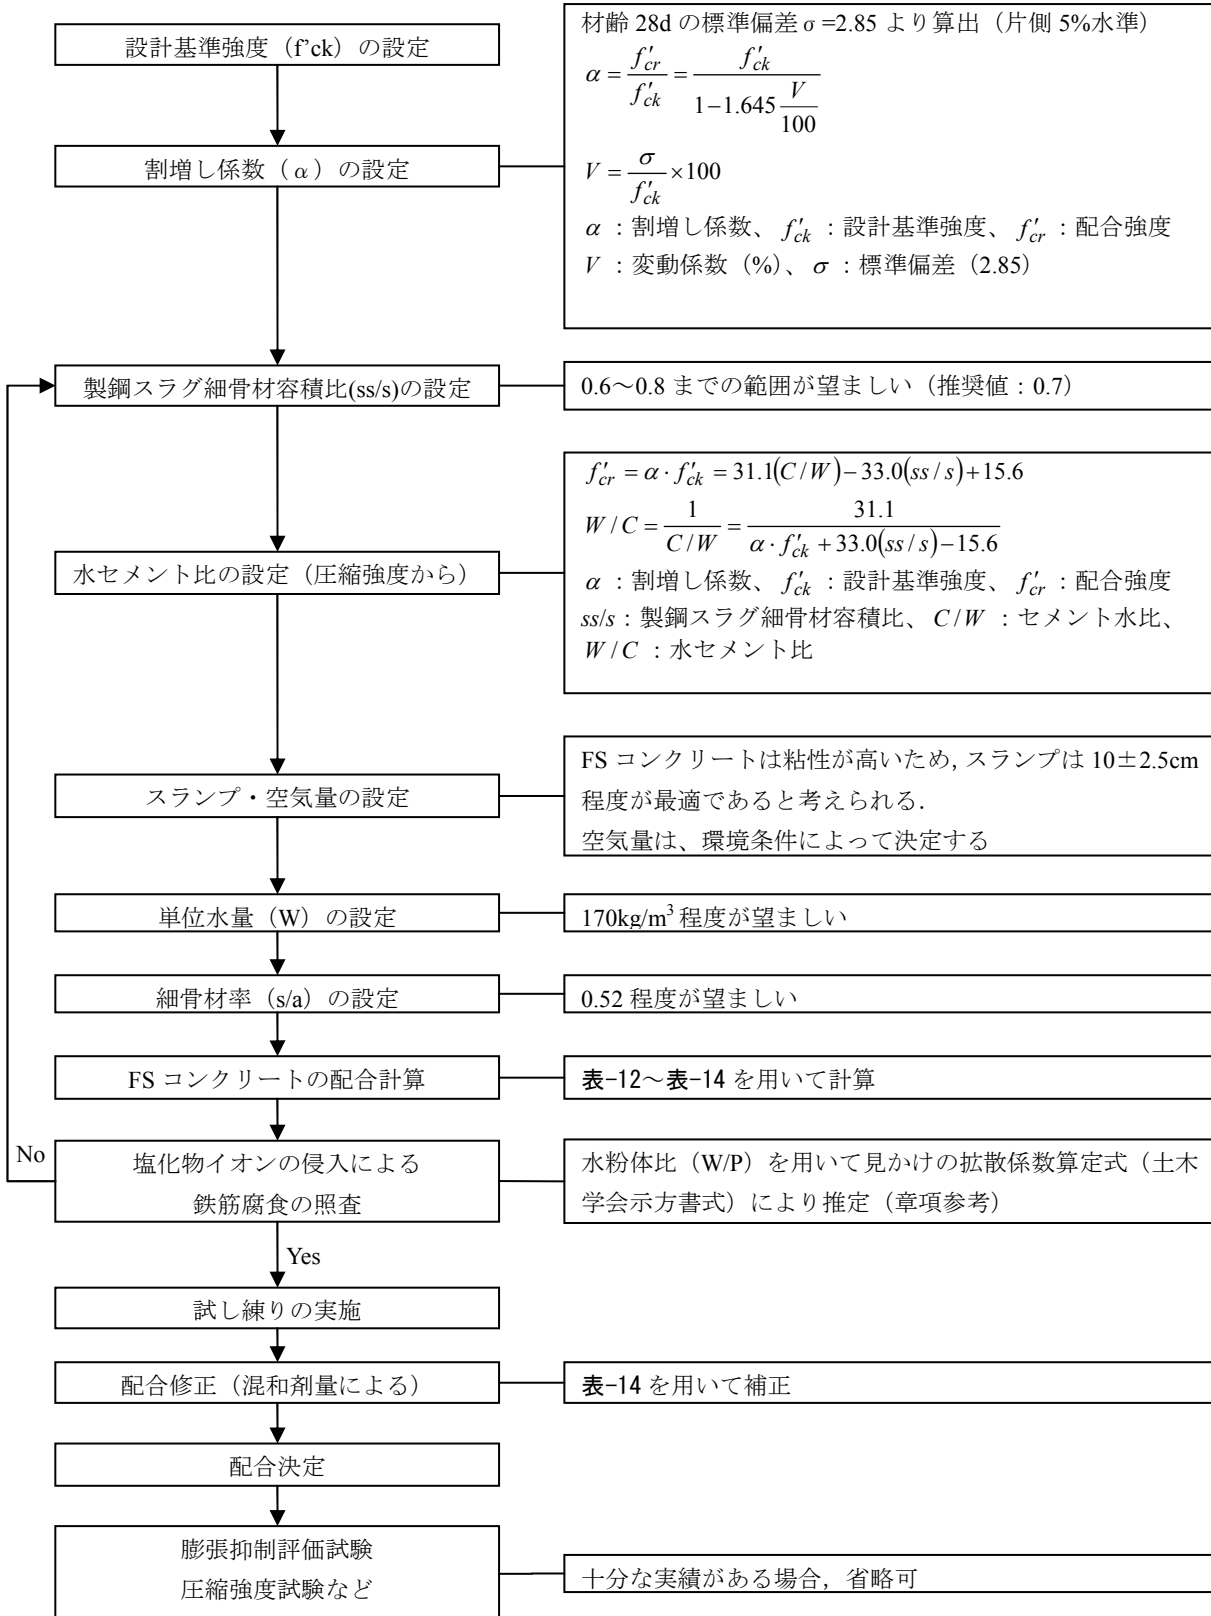 設計基準強度（f'ck）の設定
材齢 28d の標準偏差σ=2.85 より算出（片側 5%水準）
α = f′cr / f′ck = f′ck / (1−1.645 V/100)
割増し係数（α）の設定
V = σ / f′ck ×100
α：割増し係数、f′ck：設計基準強度、f′cr：配合強度
V：変動係数（%）、σ：標準偏差（2.85）
製鋼スラグ細骨材容積比(ss/s)の設定
0.6～0.8 までの範囲が望ましい（推奨値：0.7）
f′cr = α・f′ck = 31.1(C/W)−33.0(ss/s)+15.6
W/C = 1 / (C/W) = 31.1 / (α・f′ck+33.0(ss/s)−15.6)
水セメント比の設定（圧縮強度から）
α：割増し係数、f′ck：設計基準強度、f′cr：配合強度
ss/s：製鋼スラグ細骨材容積比、C/W：セメント水比、
W/C：水セメント比
スランプ・空気量の設定
FS コンクリートは粘性が高いため, スランプは 10±2.5cm
程度が最適であると考えられる.
空気量は、環境条件によって決定する
単位水量（W）の設定
170kg/m³ 程度が望ましい
細骨材率（s/a）の設定
0.52 程度が望ましい
FS コンクリートの配合計算
表-12～表-14 を用いて計算
No
塩化物イオンの侵入による
鉄筋腐食の照査
水粉体比（W/P）を用いて見かけの拡散係数算定式（土木
学会示方書式）により推定（章項参考）
Yes
試し練りの実施
配合修正（混和剤量による）
表-14 を用いて補正
配合決定
膨張抑制評価試験
圧縮強度試験など
十分な実績がある場合，省略可